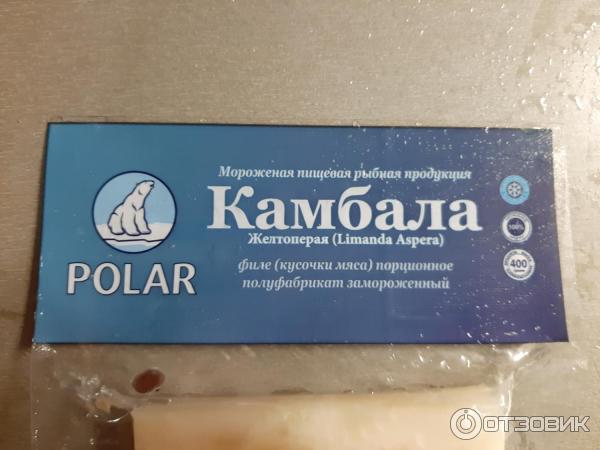 Мороженая пищевая рыбная продукция
Камбала
Желтоперая (Limanda Aspera)
филе (кусочки мяса) порционное
полуфабрикат замороженный
POLAR
100%
400
ОТЗОВИК